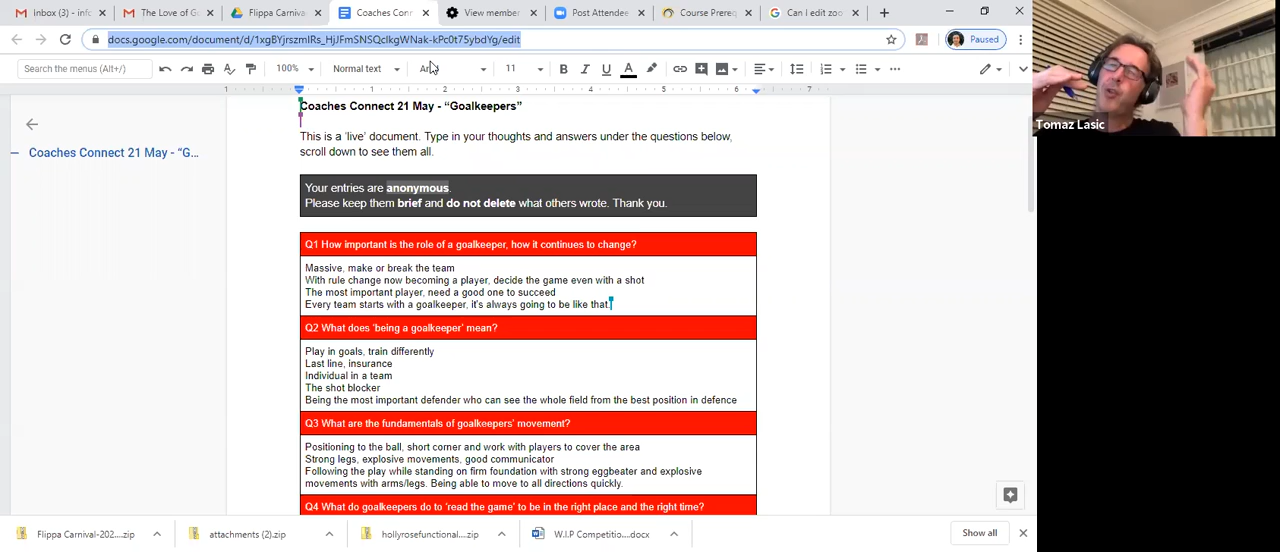 Inbox (3) - info
The Love of G
Flippa Carniva
Coaches Conn
View member
Post Attendee
Course Prereq
Can I edit zoo
docs.google.com/document/d/1xgBYjrszmIRs_HjJFmSNSQcIkgWNak-kPc0t75ybdYg/edit
Paused
Search the menus (Alt+/)
100%
Normal text
11
1 1 2 3 4 5 6 7
Coaches Connect 21 May - “Goalkeepers”
This is a 'live' document. Type in your thoughts and answers under the questions below,
scroll down to see them all.
Coaches Connect 21 May - “G...
Your entries are anonymous.
Please keep them brief and do not delete what others wrote. Thank you.
Q1 How important is the role of a goalkeeper, how it continues to change?
Massive, make or break the team
With rule change now becoming a player, decide the game even with a shot
The most important player, need a good one to succeed
Every team starts with a goalkeeper, it's always going to be like that.
Q2 What does 'being a goalkeeper' mean?
Play in goals, train differently
Last line, insurance
Individual in a team
The shot blocker
Being the most important defender who can see the whole field from the best position in defence
Q3 What are the fundamentals of goalkeepers' movement?
Positioning to the ball, short corner and work with players to cover the area
Strong legs, explosive movements, good communicator
Following the play while standing on firm foundation with strong eggbeater and explosive
movements with arms/legs. Being able to move to all directions quickly.
Q4 What do goalkeepers do to 'read the game' to be in the right place and the right time?
Flippa Carnival-202....zip
attachments (2).zip
hollyrosefunctional....zip
W.I.P Competitio....docx
Show all
Tomaz Lasic